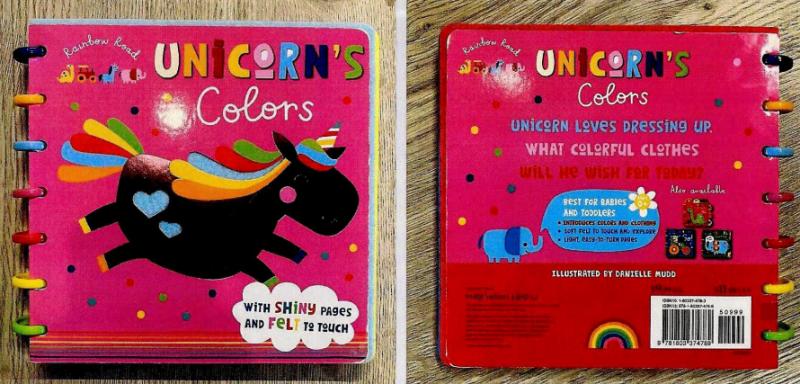 Rainbow Road
UNICORN'S
Colors
WITH SHINY PAGES
AND FELT TO TOUCH
Rainbow Road
UNICORN'S
Colors
UNICORN LOVES DRESSING UP.
WHAT COLORFUL CLOTHES
WILL HE WISH FOR TODAY?
Also available
BEST FOR BABIES
AND TODDLERS
• INTRODUCES COLORS AND CLOTHING
• SOFT FELT TO TOUCH AND EXPLORE
• LIGHT, EASY-TO-TURN PAGES
ILLUSTRATED BY DANIELLE MUDD
50999